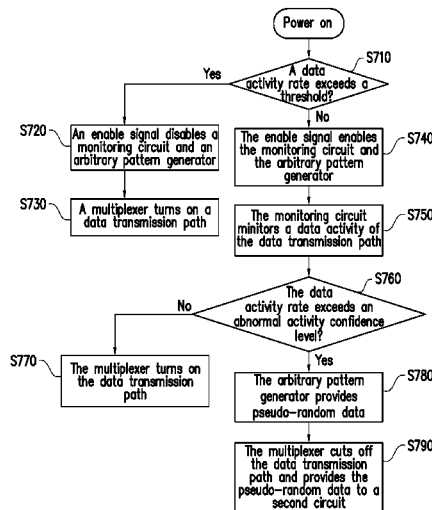 Power on
S710
A data
activity rate exceeds a
threshold?
Yes
No
S720
An enable signal disables a
monitoring circuit and an
arbitrary pattern generator
S740
The enable signal enables
the monitoring circuit and
the arbitrary pattern
generator
S730
A multiplexer turns on a
data transmission path
S750
The monitoring circuit
minitors a data activity of
the data transmission path
S760
The data
activity rate exceeds an
abnormal activity confidence
level?
No
Yes
S770
The multiplexer turns on
the data transmission
path
S780
The arbitrary pattern
generator provides
pseudo-random data
S790
The multiplexer cuts off
the data transmission
path and provides the
pseudo-random data to a
second circuit